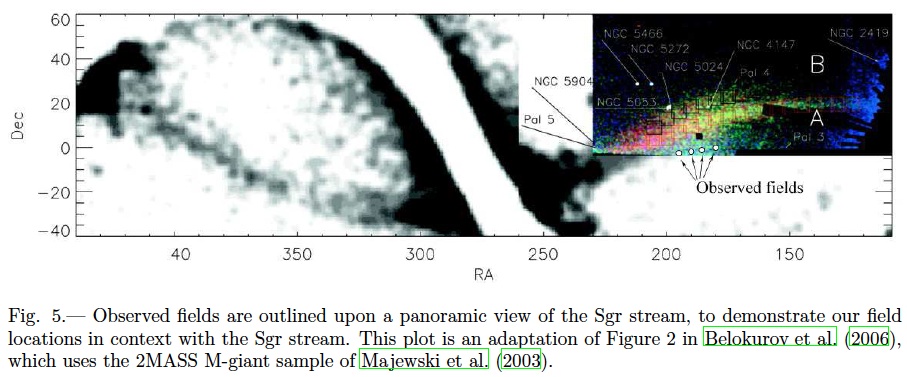 60
40
20
0
−20
−40
Dec
NGC 5466
NGC 5272
NGC 5024
NGC 4147
NGC 2419
Pal 4
B
NGC 5904
NGC 5053
A
Pal 5
Pal 3
Observed fields
40 350 300 250 200 150
RA
Fig. 5.— Observed fields are outlined upon a panoramic view of the Sgr stream, to demonstrate our field
locations in context with the Sgr stream. This plot is an adaptation of Figure 2 in Belokurov et al. (2006),
which uses the 2MASS M-giant sample of Majewski et al. (2003).